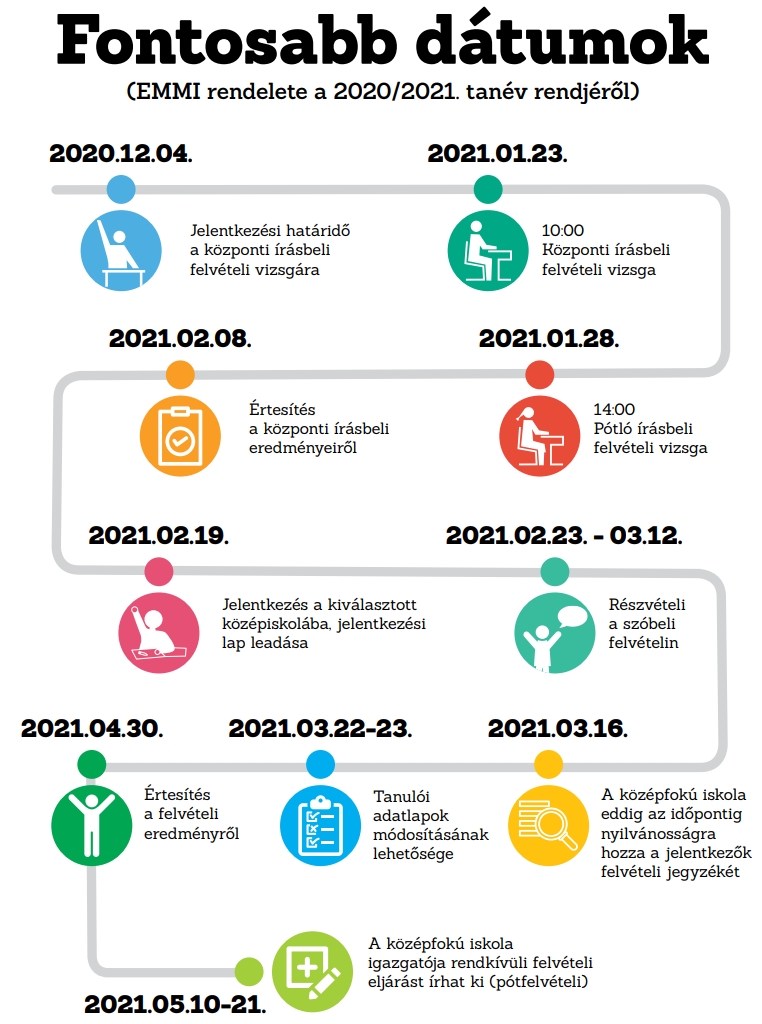 Fontosabb dátumok
(EMMI rendelete a 2020/2021. tanév rendjéről)
2020.12.04.
Jelentkezési határidő
a központi írásbeli
felvételi vizsgára
2021.01.23.
10:00
Központi írásbeli
felvételi vizsga
2021.01.28.
14:00
Pótló írásbeli
felvételi vizsga
2021.02.08.
Értesítés
a központi írásbeli
eredményeiről
2021.02.19.
Jelentkezés a kiválasztott
középiskolába, jelentkezési
lap leadása
2021.02.23. - 03.12.
Részvételi
a szóbeli
felvételin
2021.03.16.
A középfokú iskola
eddig az időpontig
nyilvánosságra
hozza a jelentkezők
felvételi jegyzékét
2021.03.22-23.
Tanulói
adatlapok
módosításának
lehetősége
2021.04.30.
Értesítés
a felvételi
eredményről
2021.05.10-21.
A középfokú iskola
igazgatója rendkívüli felvételi
eljárást írhat ki (pótfelvételi)